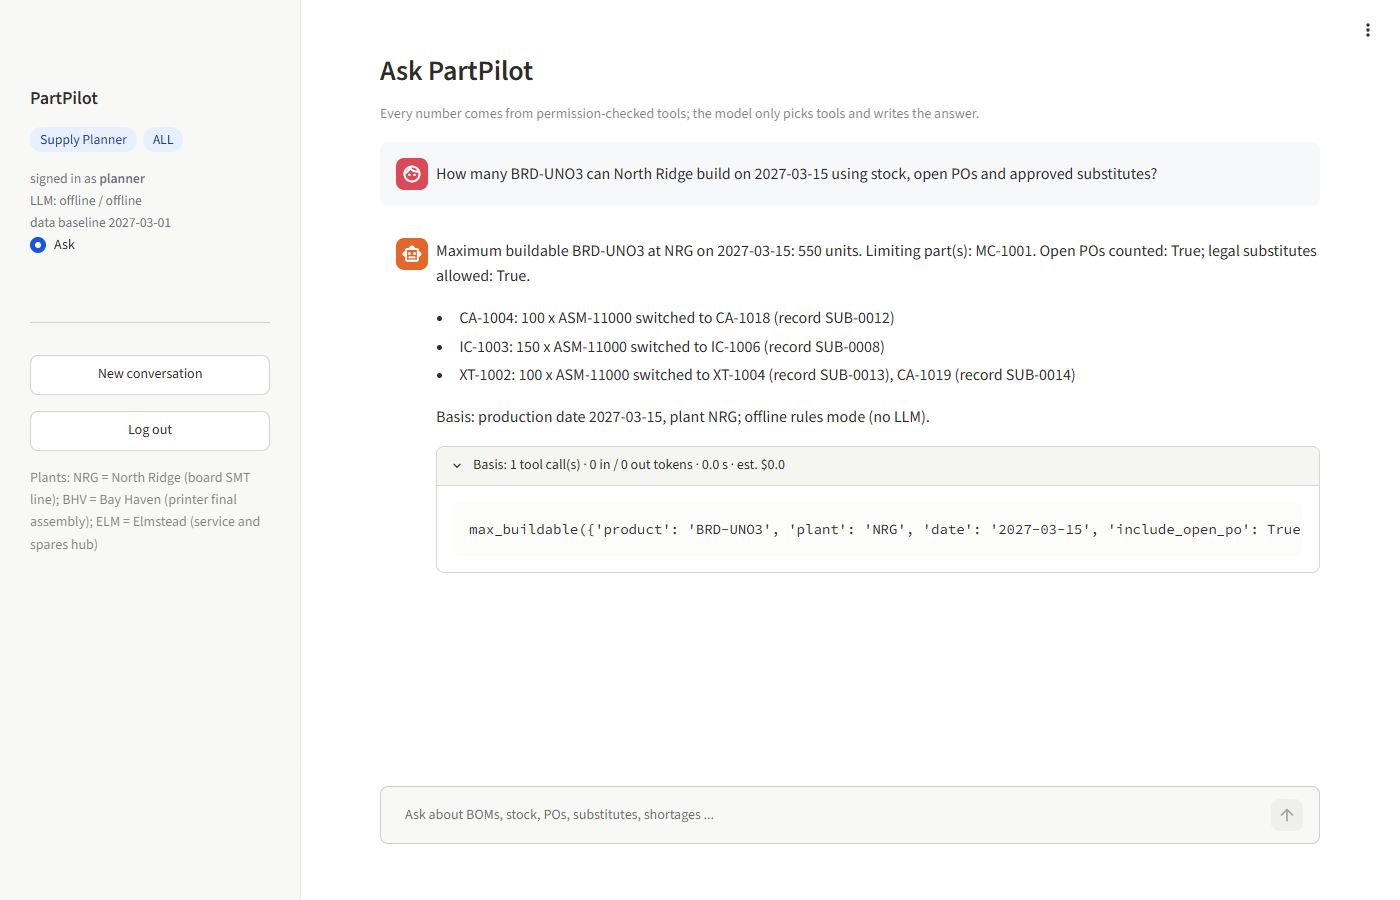 PartPilot
Supply Planner ALL
signed in as planner
LLM: offline / offline
data baseline 2027-03-01
Ask
New conversation
Log out
Plants: NRG = North Ridge (board SMT
line); BHV = Bay Haven (printer final
assembly); ELM = Elmstead (service and
spares hub)
Ask PartPilot
Every number comes from permission-checked tools; the model only picks tools and writes the answer.
How many BRD-UNO3 can North Ridge build on 2027-03-15 using stock, open POs and approved substitutes?
Maximum buildable BRD-UNO3 at NRG on 2027-03-15: 550 units. Limiting part(s): MC-1001. Open POs counted: True; legal substitutes
allowed: True.
• CA-1004: 100 x ASM-11000 switched to CA-1018 (record SUB-0012)
• IC-1003: 150 x ASM-11000 switched to IC-1006 (record SUB-0008)
• XT-1002: 100 x ASM-11000 switched to XT-1004 (record SUB-0013), CA-1019 (record SUB-0014)
Basis: production date 2027-03-15, plant NRG; offline rules mode (no LLM).
Basis: 1 tool call(s) · 0 in / 0 out tokens · 0.0 s · est. $0.0
max_buildable({'product': 'BRD-UNO3', 'plant': 'NRG', 'date': '2027-03-15', 'include_open_po': True
Ask about BOMs, stock, POs, substitutes, shortages ...